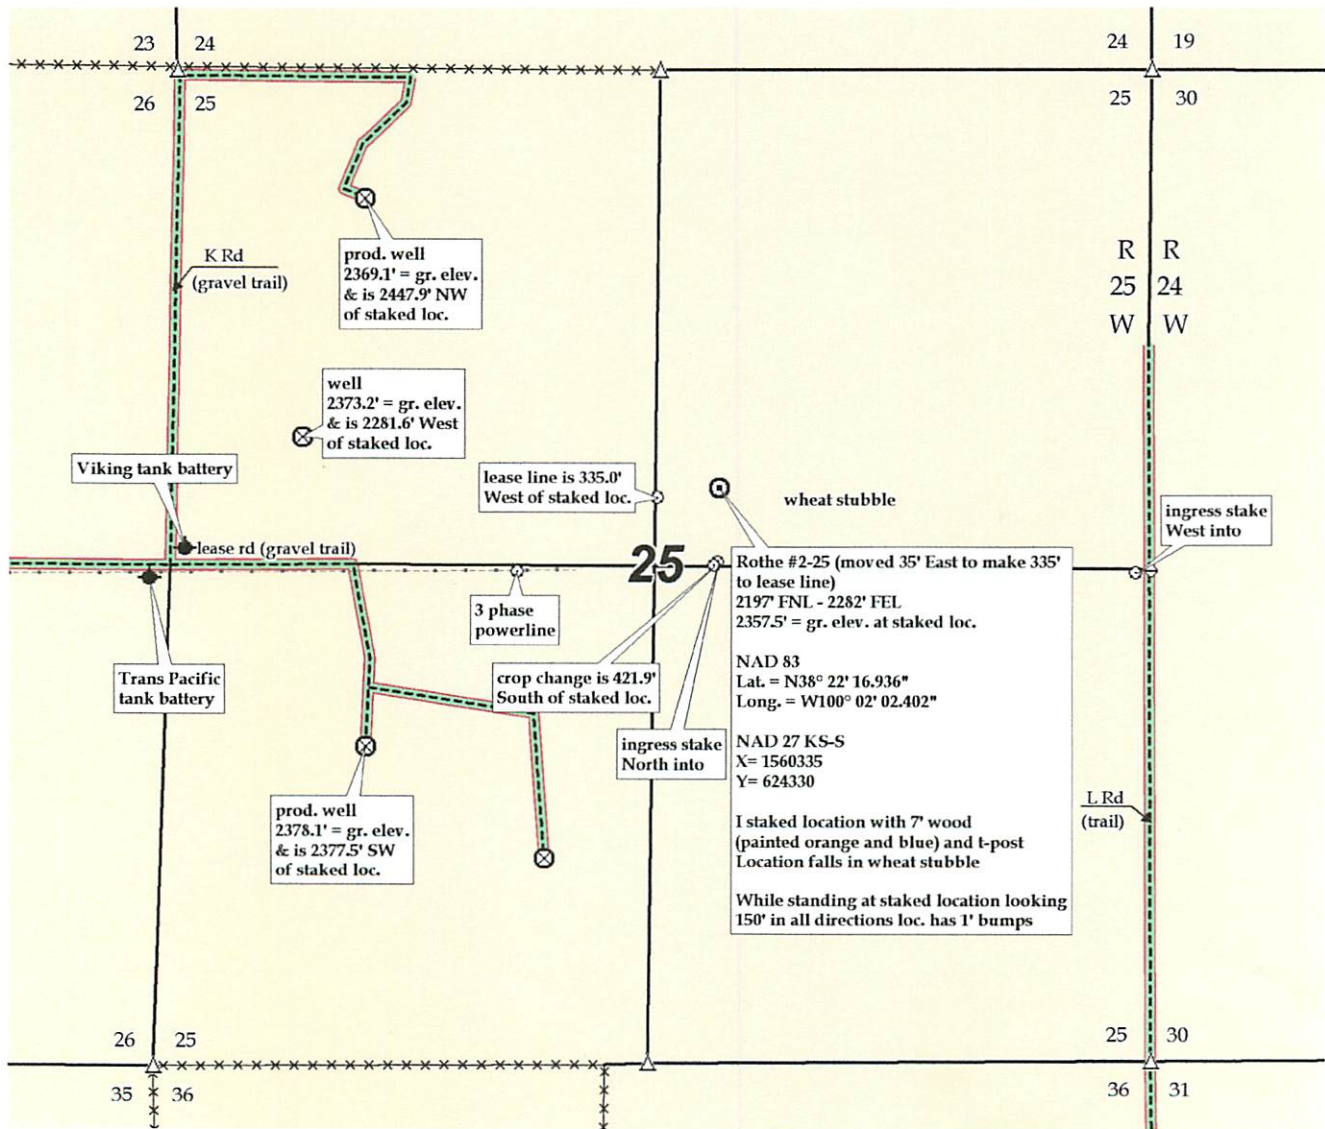 23 24
24 19
26 25
25 30
K Rd
(gravel trail)
prod. well
2369.1' = gr. elev.
& is 2447.9' NW
of staked loc.
R R
25 24
W W
well
2373.2' = gr. elev.
& is 2281.6' West
of staked loc.
Viking tank battery
lease line is 335.0'
West of staked loc.
wheat stubble
ingress stake
West into
lease rd (gravel trail)
25
3 phase
powerline
Trans Pacific
tank battery
crop change is 421.9'
South of staked loc.
ingress stake
North into
Rothe #2-25 (moved 35' East to make 335'
to lease line)
2197' FNL - 2282' FEL
2357.5' = gr. elev. at staked loc.
NAD 83
Lat. = N38° 22' 16.936"
Long. = W100° 02' 02.402"
NAD 27 KS-S
X= 1560335
Y= 624330
I staked location with 7' wood
(painted orange and blue) and t-post
Location falls in wheat stubble
While standing at staked location looking
150' in all directions loc. has 1' bumps
prod. well
2378.1' = gr. elev.
& is 2377.5' SW
of staked loc.
L Rd
(trail)
26 25
25 30
35 36
36 31